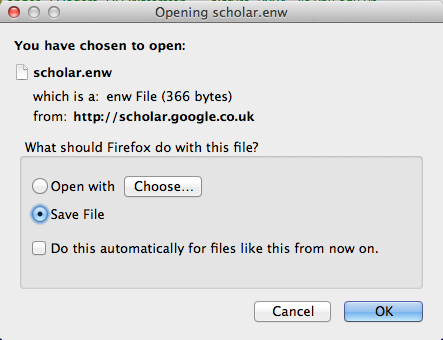 Opening scholar.enw
You have chosen to open:
scholar.enw
which is a: enw File (366 bytes)
from: http://scholar.google.co.uk
What should Firefox do with this file?
Open with Choose...
Save File
Do this automatically for files like this from now on.
Cancel OK